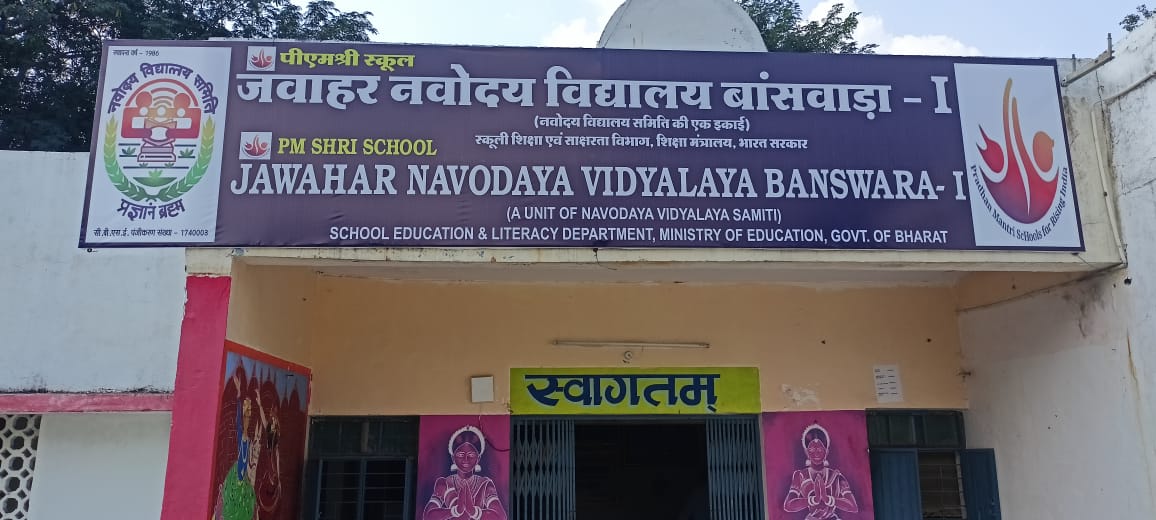 स्थापना वर्ष - 1986
नवोदय विद्यालय समिति
प्रज्ञानं ब्रह्म
सी.बी.एस.ई. पंजीकरण संख्या - 1740003
पीएमश्री स्कूल
जवाहर नवोदय विद्यालय बांसवाड़ा - I
(नवोदय विद्यालय समिति की एक इकाई)
स्कूली शिक्षा एवं साक्षरता विभाग, शिक्षा मंत्रालय, भारत सरकार
PM SHRI SCHOOL
JAWAHAR NAVODAYA VIDYALAYA BANSWARA- I
(A UNIT OF NAVODAYA VIDYALAYA SAMITI)
SCHOOL EDUCATION & LITERACY DEPARTMENT, MINISTRY OF EDUCATION, GOVT. OF BHARAT
Pradhan Mantri ScHools for Rising India
स्वागतम्